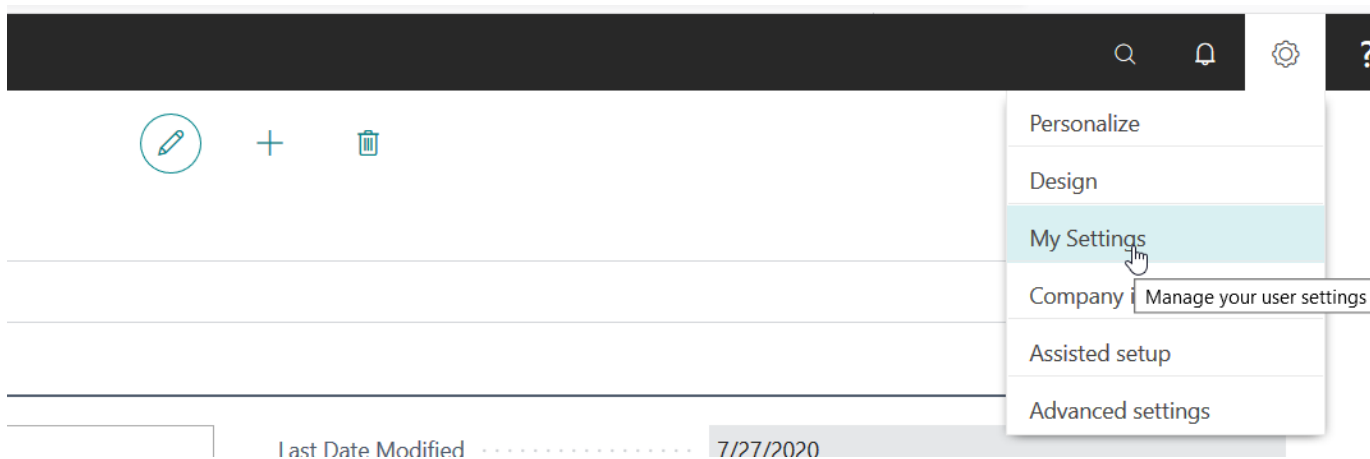 ?
Personalize
Design
My Settings
Company i
Manage your user settings
Assisted setup
Advanced settings
Last Date Modified
7/27/2020